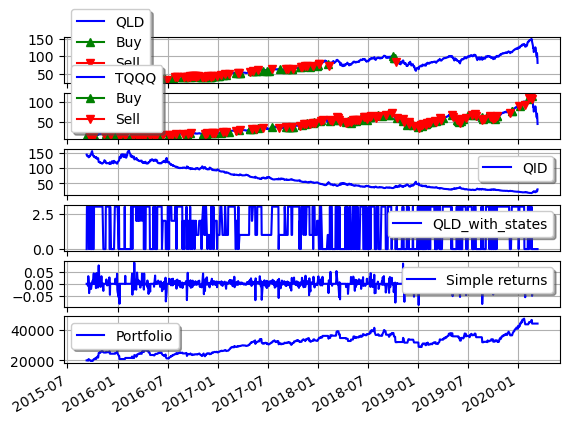 QLD
Buy
Sell
150
100
50
TQQQ
Buy
Sell
100
50
QID
150
100
50
QLD_with_states
2.5
0.0
Simple returns
0.05
0.00
−0.05
Portfolio
40000
20000
2015-07 2016-01 2016-07 2017-01 2017-07 2018-01 2018-07 2019-01 2019-07 2020-01